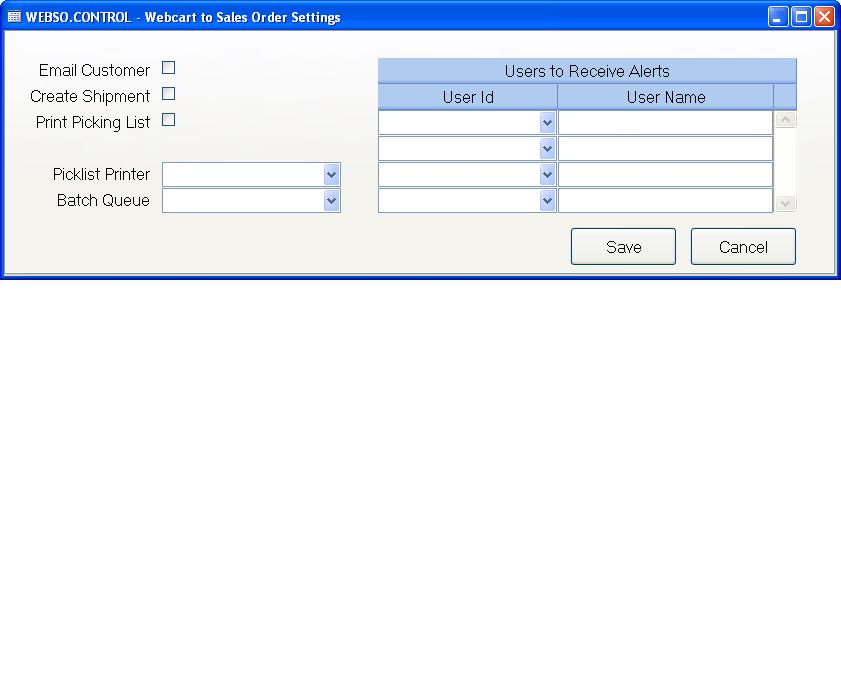 WEBSO.CONTROL - Webcart to Sales Order Settings
Email Customer
Create Shipment
Print Picking List
Picklist Printer
Batch Queue
Users to Receive Alerts
User Id User Name
Save Cancel